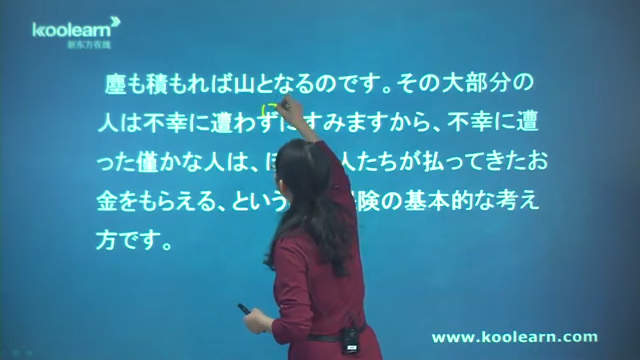 koolearn
新东方在线
塵も積もれば山となるのです。その大部分の
人は不幸に遭わずにすみますから、不幸に遭
った僅かな人は、ほ 人たちが払ってきたお
金をもらえる、という 険の基本的な考え
方です。
www.koolearn.com